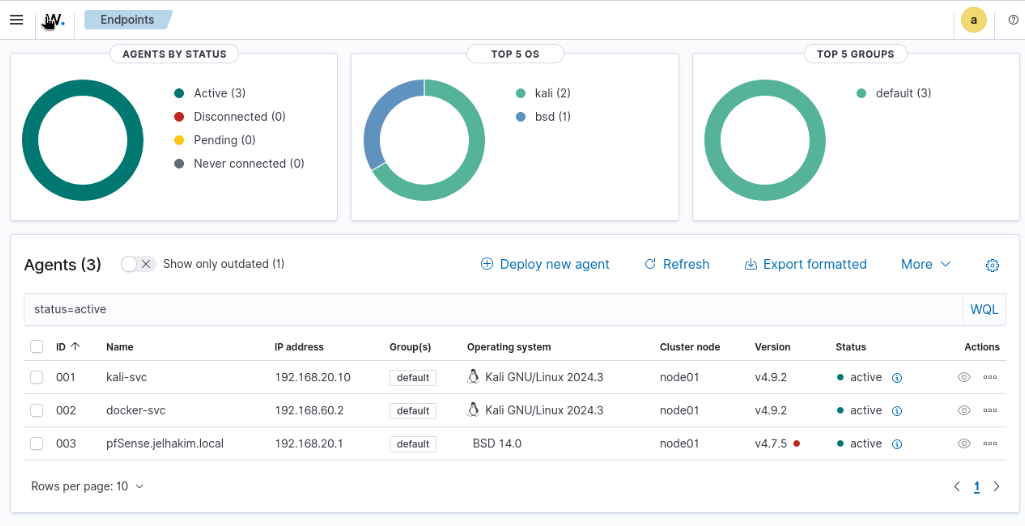 W.
Endpoints
a
AGENTS BY STATUS
Active (3)
Disconnected (0)
Pending (0)
Never connected (0)
TOP 5 OS
kali (2)
bsd (1)
TOP 5 GROUPS
default (3)
Agents (3) Show only outdated (1) Deploy new agent Refresh Export formatted More
status=active WQL
ID Name IP address Group(s) Operating system Cluster node Version Status Actions
001 kali-svc 192.168.20.10 default Kali GNU/Linux 2024.3 node01 v4.9.2 active
002 docker-svc 192.168.60.2 default Kali GNU/Linux 2024.3 node01 v4.9.2 active
003 pfSense.jelhakim.local 192.168.20.1 default BSD 14.0 node01 v4.7.5 active
Rows per page: 10 1